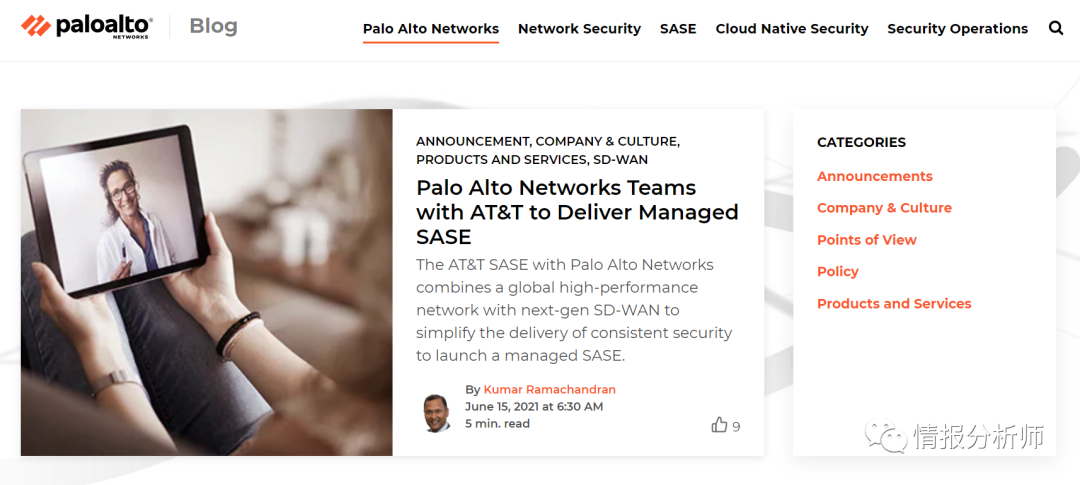 paloalto®
NETWORKS
Blog
Palo Alto Networks
Network Security
SASE
Cloud Native Security
Security Operations
ANNOUNCEMENT, COMPANY & CULTURE,
PRODUCTS AND SERVICES, SD-WAN
Palo Alto Networks Teams
with AT&T to Deliver Managed
SASE
The AT&T SASE with Palo Alto Networks
combines a global high-performance
network with next-gen SD-WAN to
simplify the delivery of consistent security
to launch a managed SASE.
By Kumar Ramachandran
June 15, 2021 at 6:30 AM
5 min. read
9
CATEGORIES
Announcements
Company & Culture
Points of View
Policy
Products and Services
情报分析师